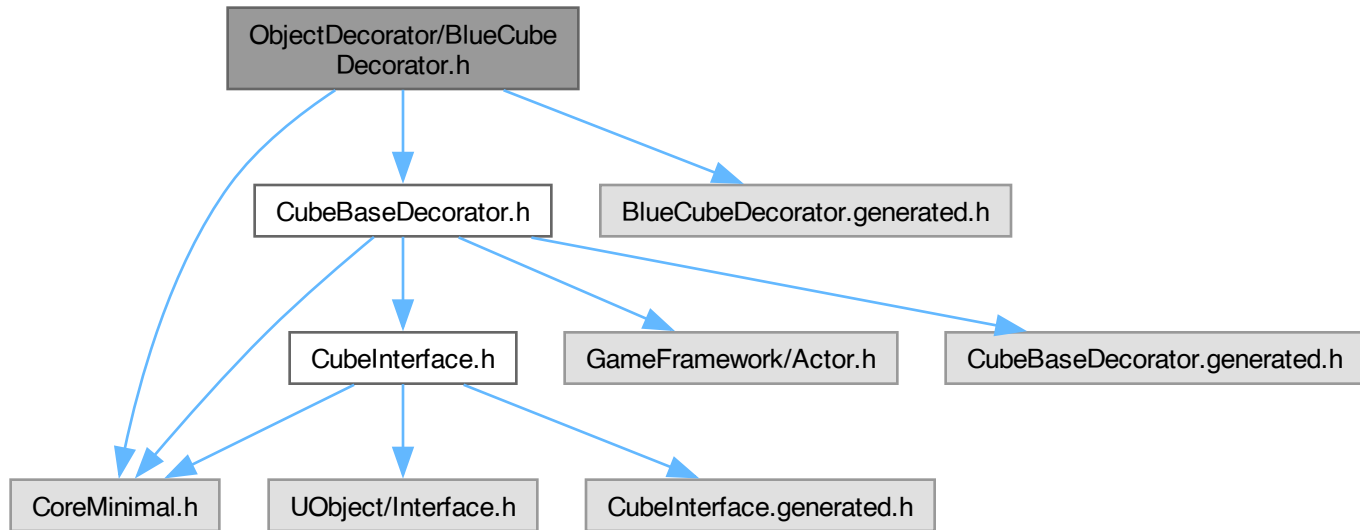 ObjectDecorator/BlueCube
Decorator.h
CubeBaseDecorator.h
BlueCubeDecorator.generated.h
CubeInterface.h
GameFramework/Actor.h
CubeBaseDecorator.generated.h
CoreMinimal.h
UObject/Interface.h
CubeInterface.generated.h